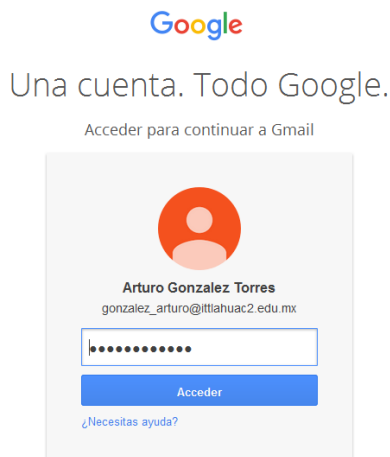 Google
Una cuenta. Todo Google.
Acceder para continuar a Gmail
Arturo Gonzalez Torres
gonzalez_arturo@ittlahuac2.edu.mx
••••••••••••
Acceder
¿Necesitas ayuda?